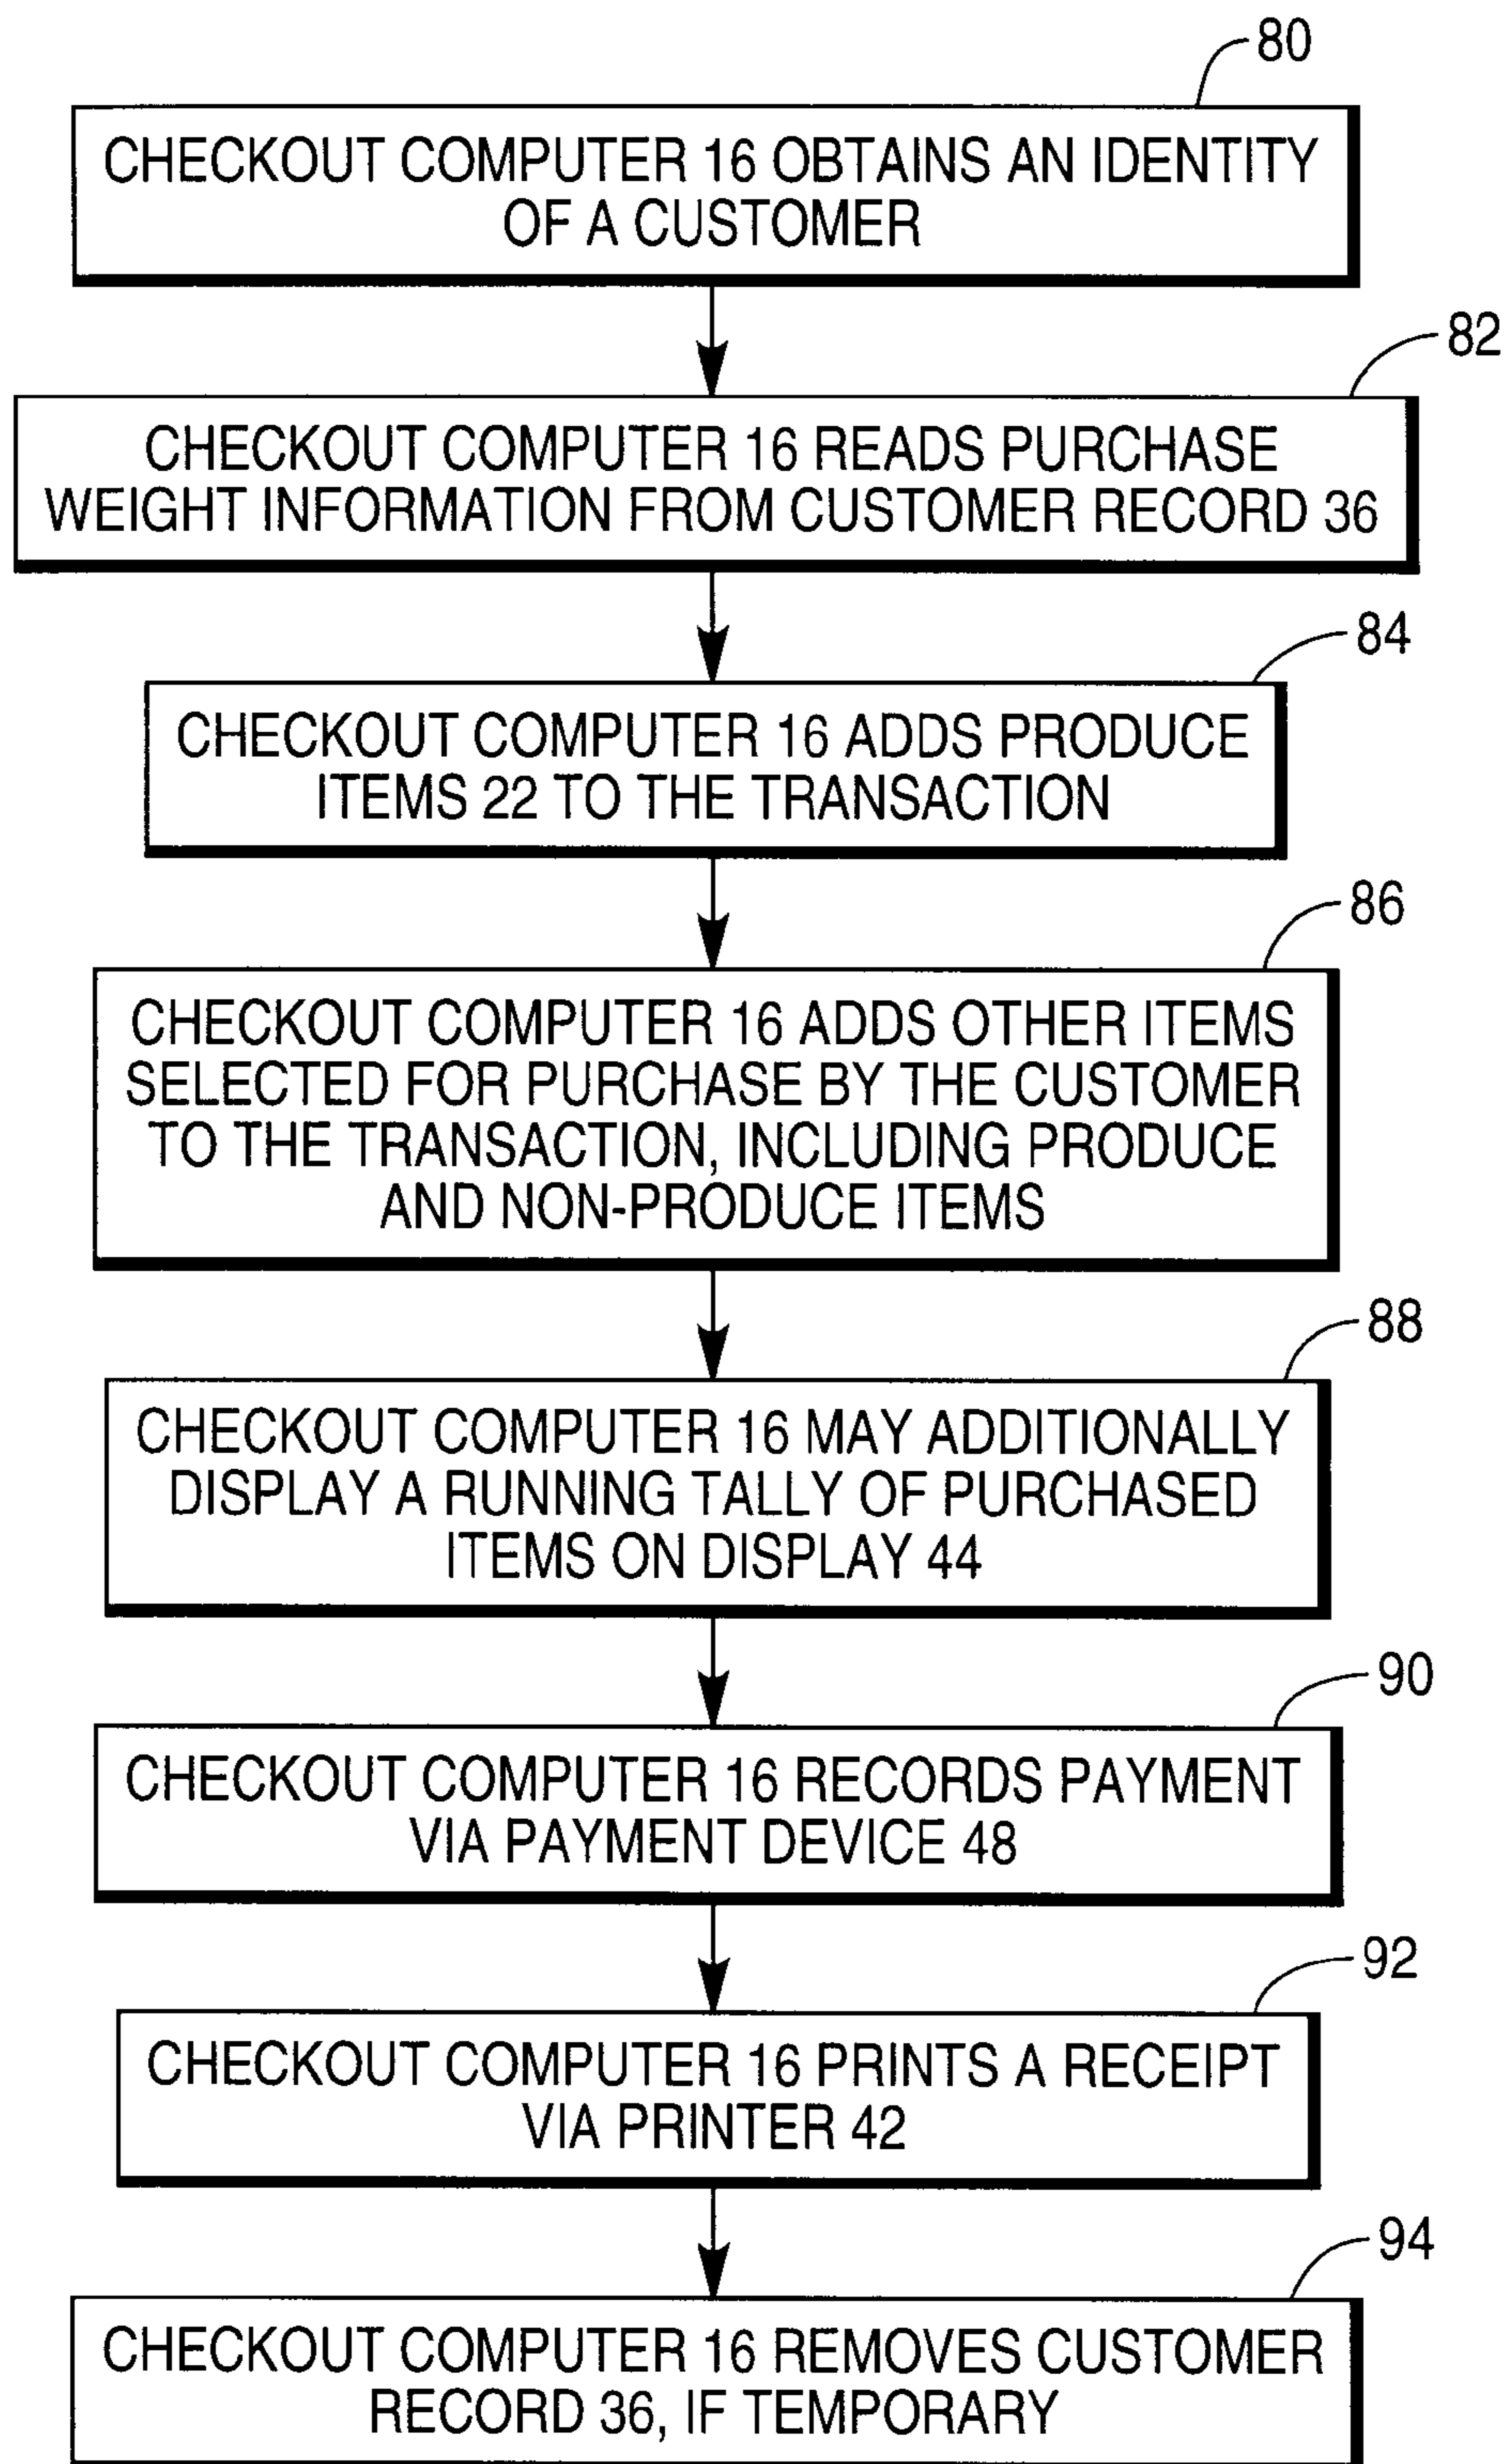 80
CHECKOUT COMPUTER 16 OBTAINS AN IDENTITY
OF A CUSTOMER
82
CHECKOUT COMPUTER 16 READS PURCHASE
WEIGHT INFORMATION FROM CUSTOMER RECORD 36
84
CHECKOUT COMPUTER 16 ADDS PRODUCE
ITEMS 22 TO THE TRANSACTION
86
CHECKOUT COMPUTER 16 ADDS OTHER ITEMS
SELECTED FOR PURCHASE BY THE CUSTOMER
TO THE TRANSACTION, INCLUDING PRODUCE
AND NON-PRODUCE ITEMS
88
CHECKOUT COMPUTER 16 MAY ADDITIONALLY
DISPLAY A RUNNING TALLY OF PURCHASED
ITEMS ON DISPLAY 44
90
CHECKOUT COMPUTER 16 RECORDS PAYMENT
VIA PAYMENT DEVICE 48
92
CHECKOUT COMPUTER 16 PRINTS A RECEIPT
VIA PRINTER 42
94
CHECKOUT COMPUTER 16 REMOVES CUSTOMER
RECORD 36, IF TEMPORARY